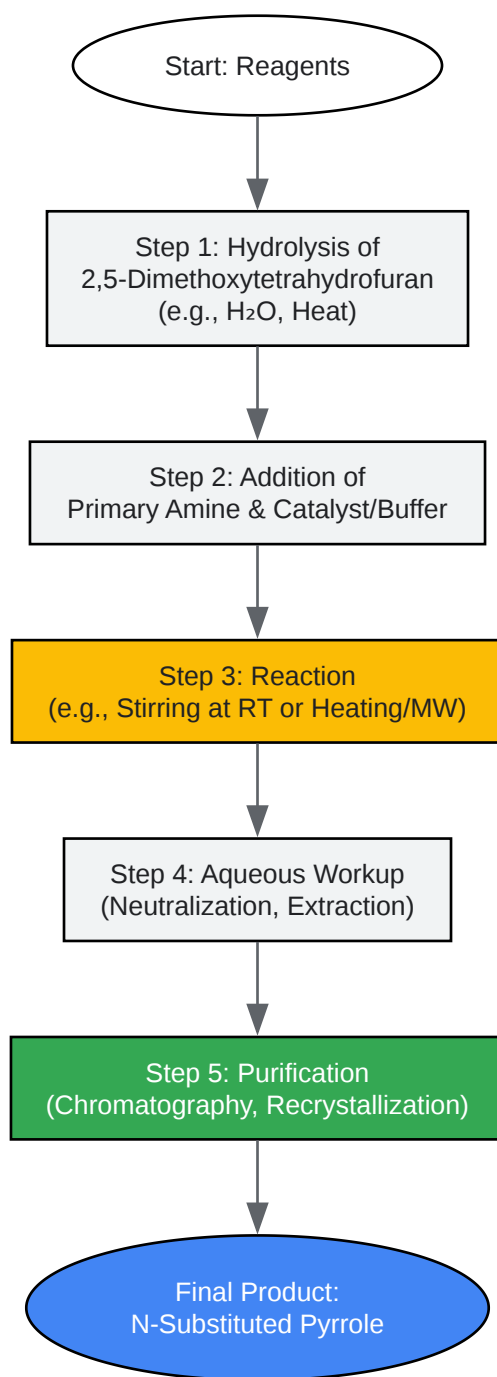 Start: Reagents
Step 1: Hydrolysis of
2,5-Dimethoxytetrahydrofuran
(e.g., H₂O, Heat)
Step 2: Addition of
Primary Amine & Catalyst/Buffer
Step 3: Reaction
(e.g., Stirring at RT or Heating/MW)
Step 4: Aqueous Workup
(Neutralization, Extraction)
Step 5: Purification
(Chromatography, Recrystallization)
Final Product:
N-Substituted Pyrrole